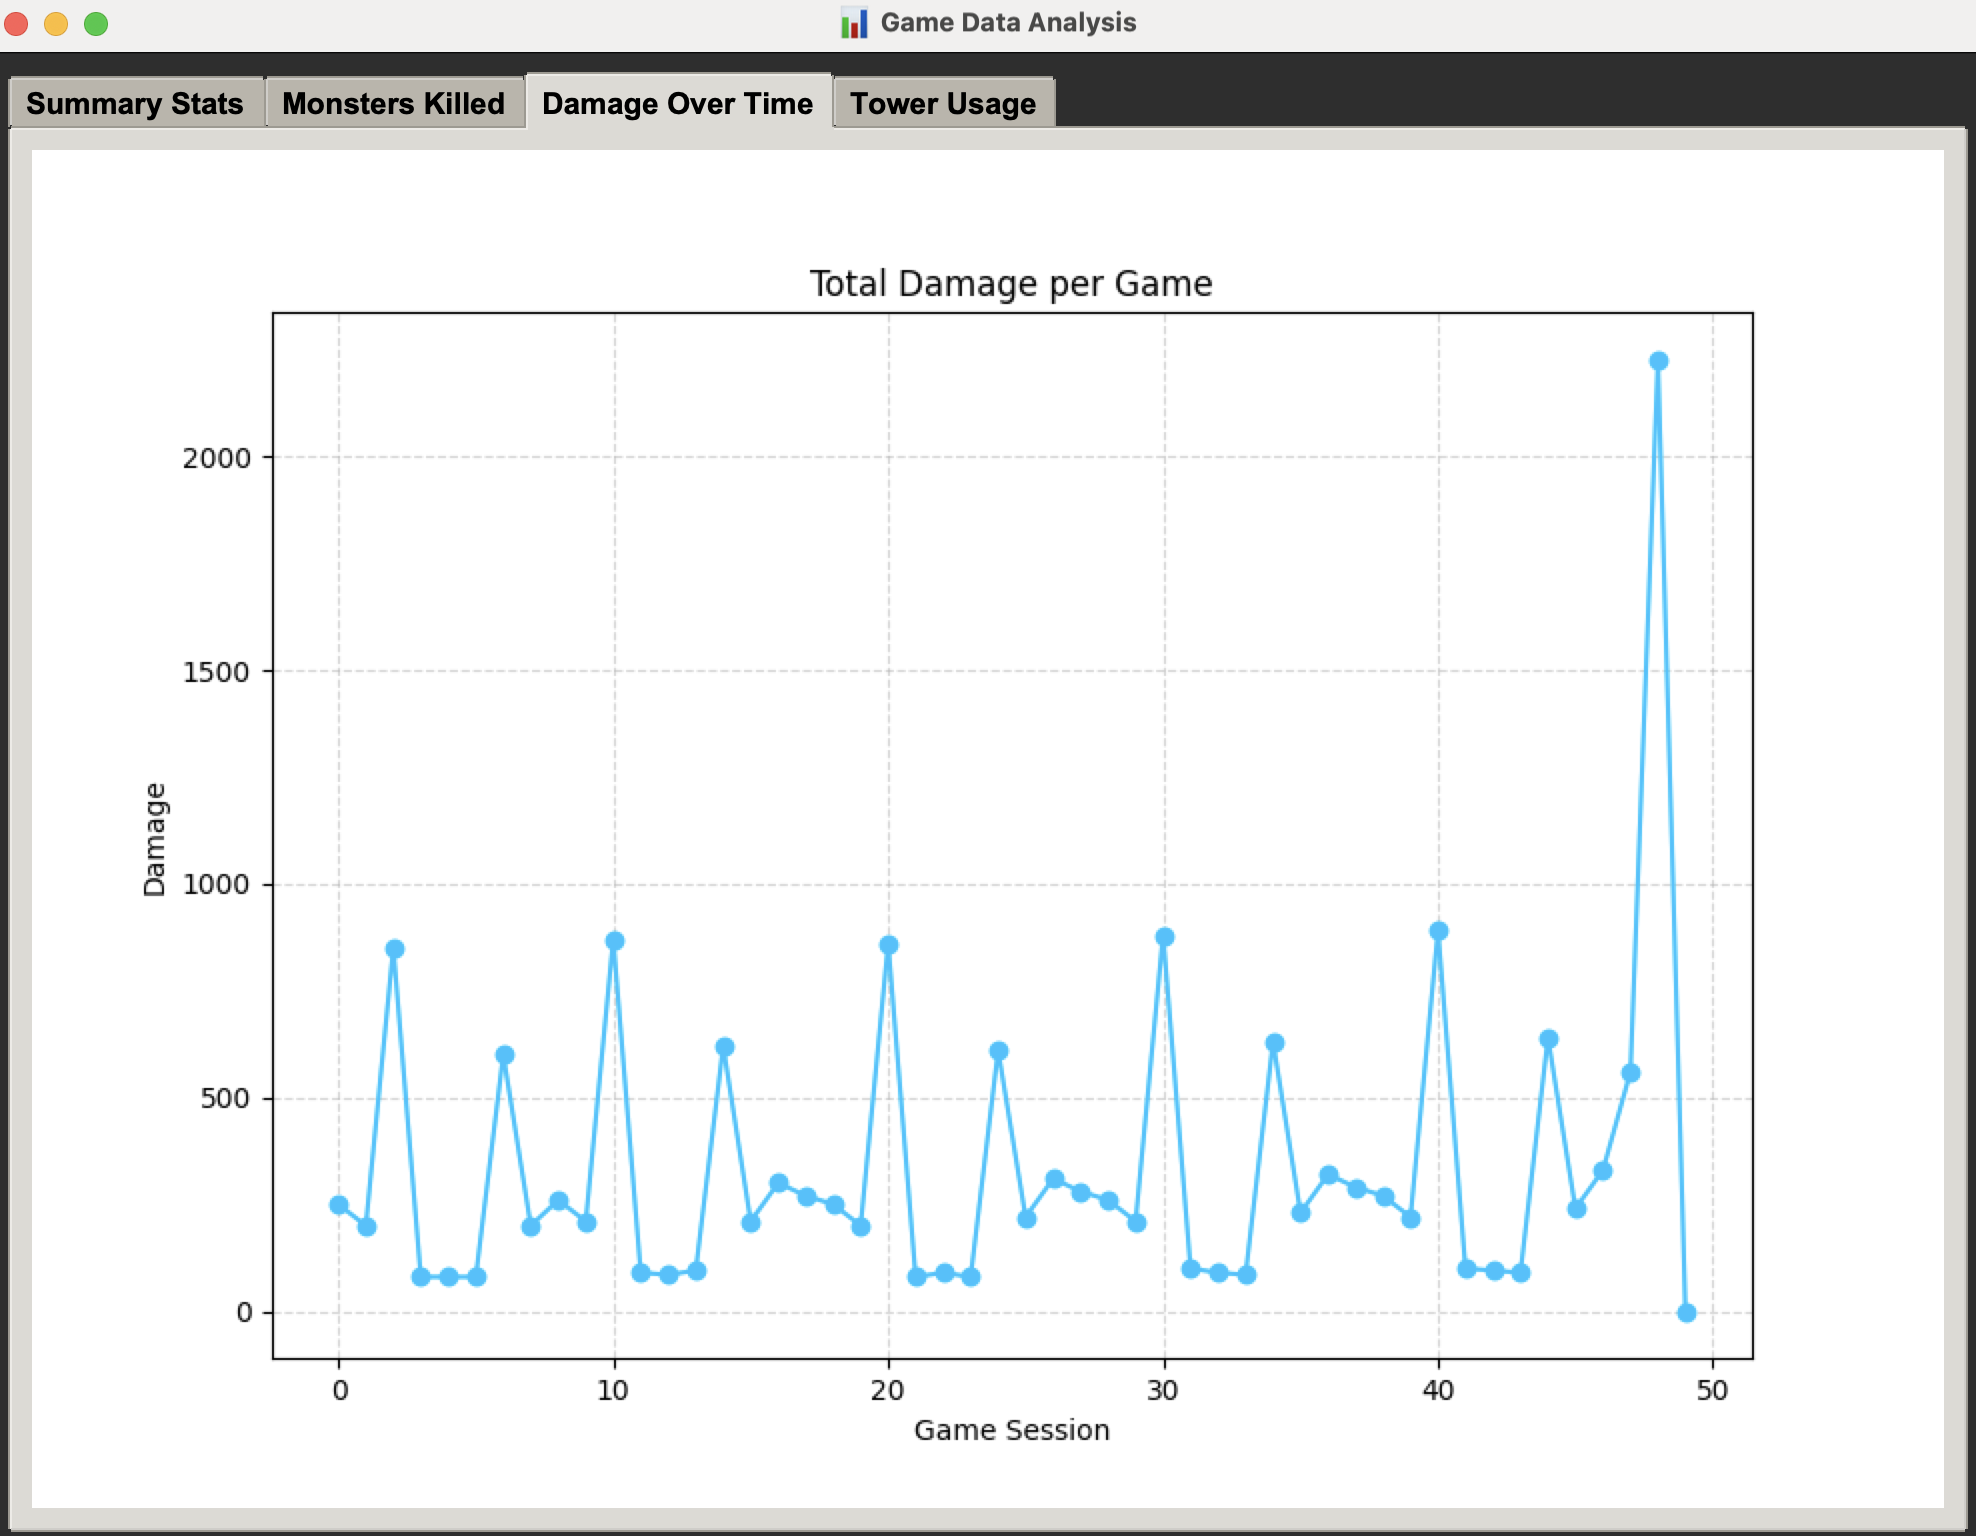 Game Data Analysis
Summary Stats
Monsters Killed
Damage Over Time
Tower Usage
Total Damage per Game
Damage
2000
1500
1000
500
0
0 10 20 30 40 50
Game Session